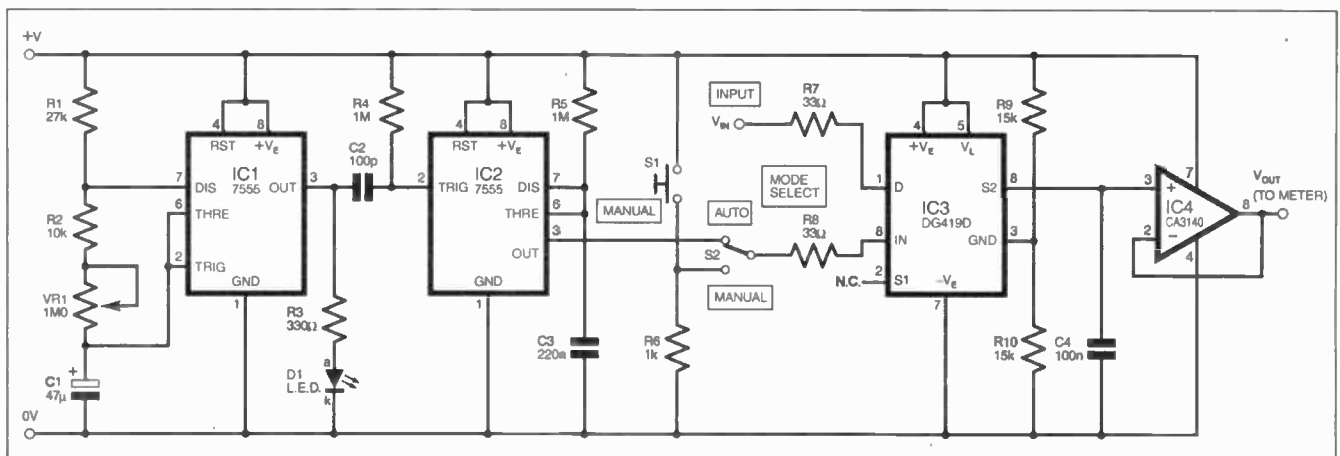 +V
R1
27k
R2
10k
VR1
1M0
C1
47µ
+
0V
4
8
RST
+VE
IC1
7555
OUT
3
7
DIS
6
THRE
2
TRIG
GND
1
R3
330Ω
D1
L.E.D.
a
k
C2
100p
R4
1M
4
8
RST
+VE
IC2
7555
2
TRIG
DIS
7
THRE
6
3
OUT
GND
1
R5
1M
C3
220n
S1
MANUAL
R6
1k
INPUT
VIN
R7
33Ω
MODE
SELECT
AUTO
S2
MANUAL
R8
33Ω
4
5
+VE
VL
1
D
IC3
DG419D
S2
8
8
IN
GND
3
N.C.
2
S1
-VE
7
R9
15k
R10
15k
C4
100n
3
+
7
IC4
CA3140
2
−
4
8
VOUT
(TO METER)